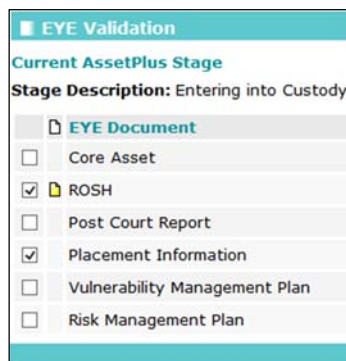 EYE Validation
Current AssetPlus Stage
Stage Description: Entering into Custody
EYE Document
Core Asset
ROSH
Post Court Report
Placement Information
Vulnerability Management Plan
Risk Management Plan